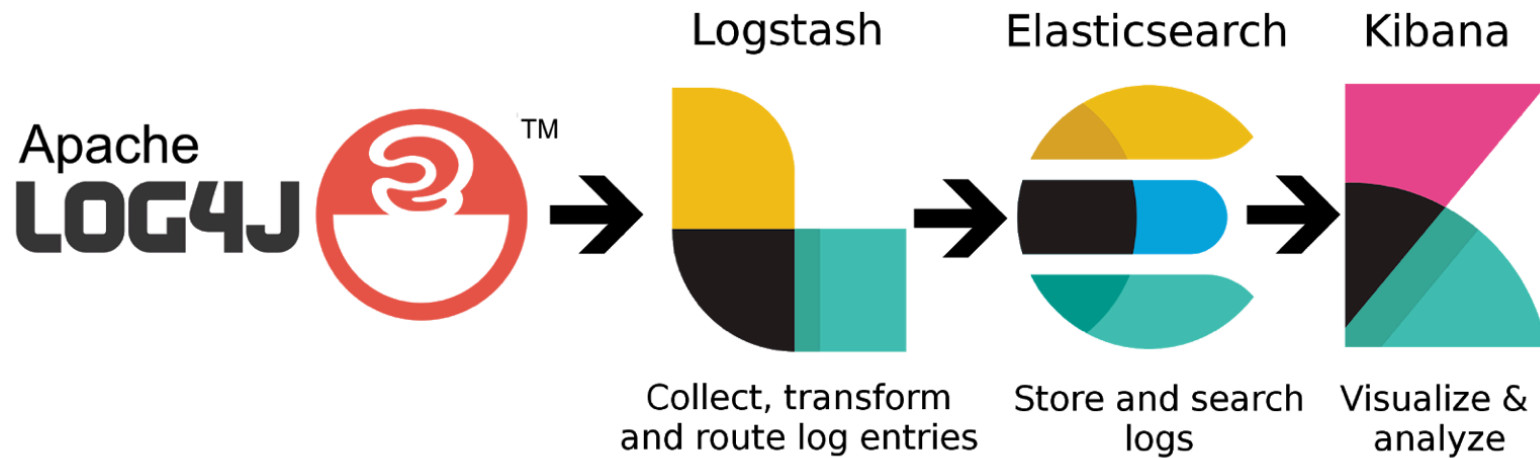 Apache
LOG4J
TM
Logstash
Collect, transform
and route log entries
Elasticsearch
Store and search
logs
Kibana
Visualize &
analyze